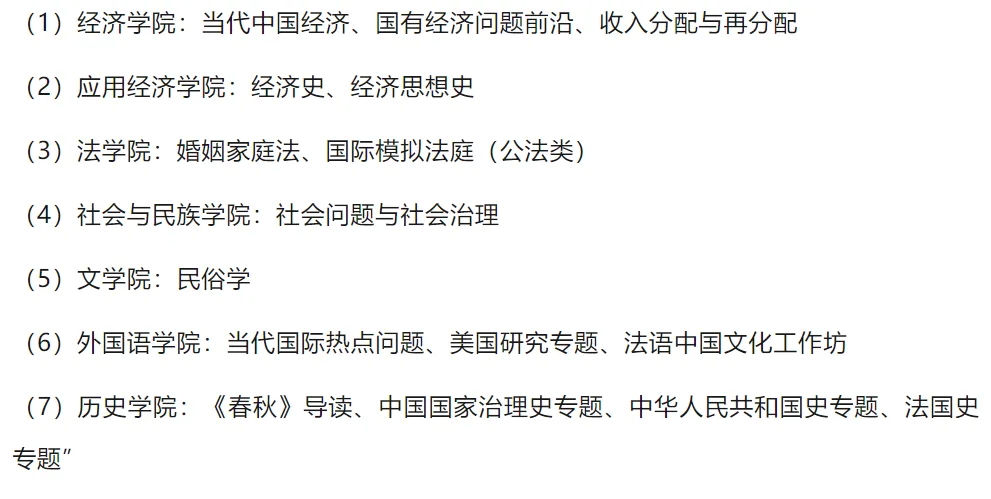 （1）经济学院：当代中国经济、国有经济问题前沿、收入分配与再分配
（2）应用经济学院：经济史、经济思想史
（3）法学院：婚姻家庭法、国际模拟法庭（公法类）
（4）社会与民族学院：社会问题与社会治理
（5）文学院：民俗学
（6）外国语学院：当代国际热点问题、美国研究专题、法语中国文化工作坊
（7）历史学院：《春秋》导读、中国国家治理史专题、中华人民共和国史专题、法国史
专题”